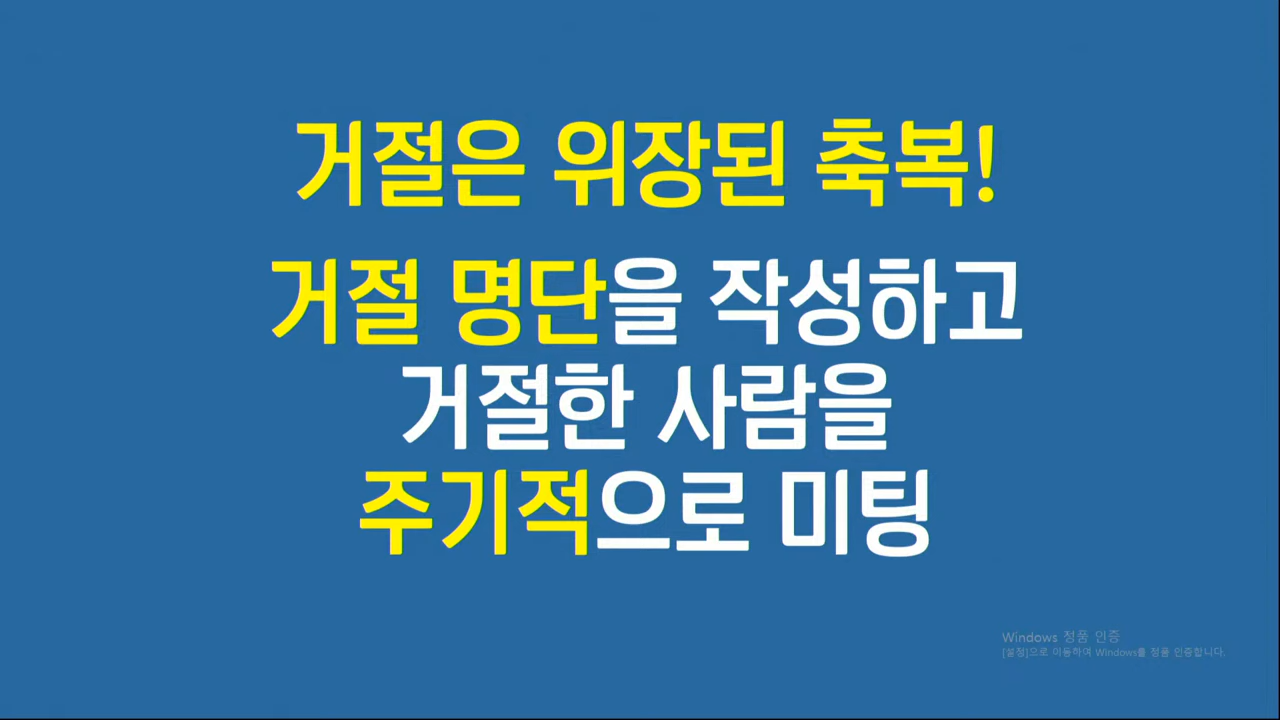 거절은 위장된 축복!
거절 명단을 작성하고
거절한 사람을
주기적으로 미팅
Windows 정품 인증
[설정]으로 이동하여 Windows를 정품 인증합니다.